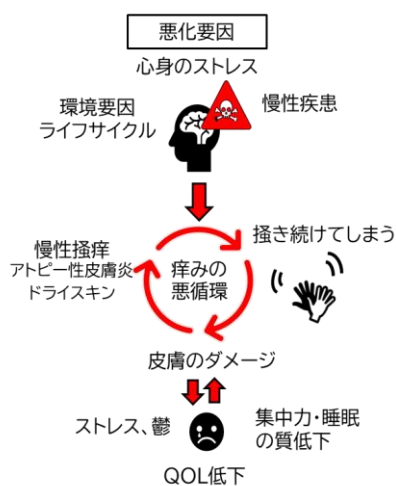 悪化要因
心身のストレス
環境要因
ライフサイクル
慢性疾患
掻き続けてしまう
慢性掻痒
アトピー性皮膚炎
ドライスキン
痒みの
悪循環
皮膚のダメージ
ストレス、鬱
集中力・睡眠
の質低下
QOL低下